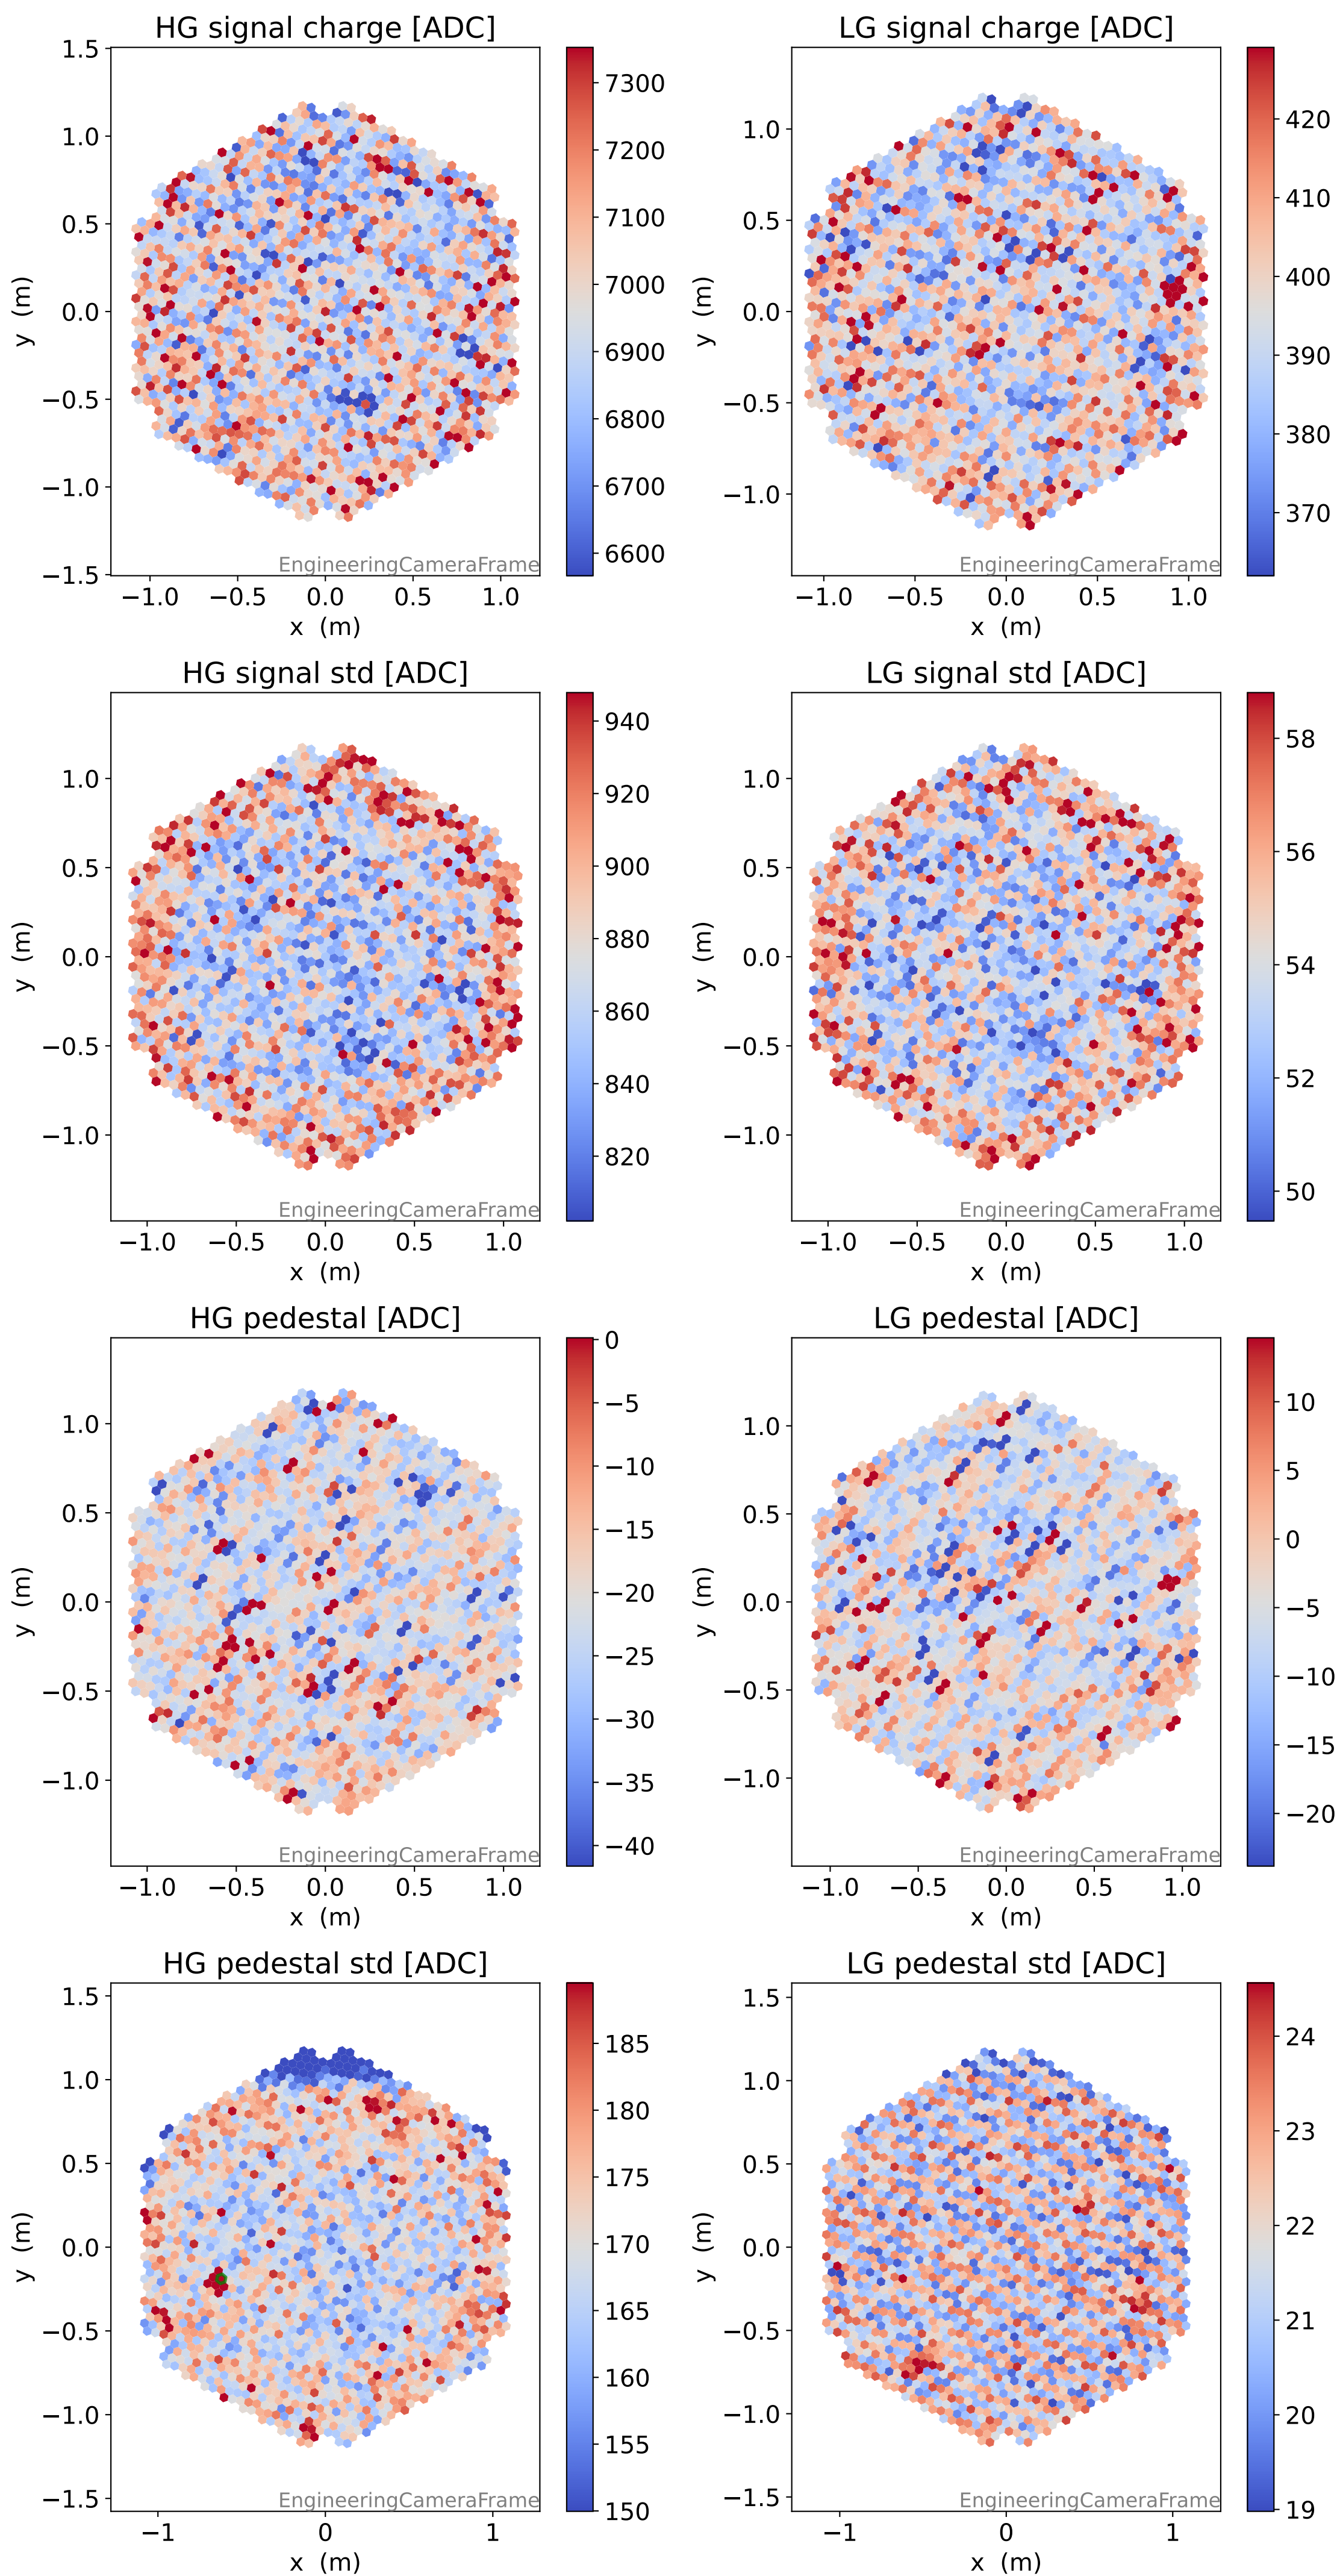 HG signal charge [ADC]
LG signal charge [ADC]
1.5
1.0
0.5
0.0
−0.5
−1.0
−1.5
y (m)
−1.0 −0.5 0.0 0.5 1.0
x (m)
EngineeringCameraFrame
7300
7200
7100
7000
6900
6800
6700
6600
1.0
0.5
0.0
−0.5
−1.0
y (m)
−1.0 −0.5 0.0 0.5 1.0
x (m)
EngineeringCameraFrame
420
410
400
390
380
370
HG signal std [ADC]
LG signal std [ADC]
1.0
0.5
0.0
−0.5
−1.0
y (m)
−1.0 −0.5 0.0 0.5 1.0
x (m)
EngineeringCameraFrame
940
920
900
880
860
840
820
1.0
0.5
0.0
−0.5
−1.0
y (m)
−1.0 −0.5 0.0 0.5 1.0
x (m)
EngineeringCameraFrame
58
56
54
52
50
HG pedestal [ADC]
LG pedestal [ADC]
1.0
0.5
0.0
−0.5
−1.0
y (m)
−1.0 −0.5 0.0 0.5 1.0
x (m)
EngineeringCameraFrame
0
−5
−10
−15
−20
−25
−30
−35
−40
1.0
0.5
0.0
−0.5
−1.0
y (m)
−1.0 −0.5 0.0 0.5 1.0
x (m)
EngineeringCameraFrame
10
5
0
−5
−10
−15
−20
HG pedestal std [ADC]
LG pedestal std [ADC]
1.5
1.0
0.5
0.0
−0.5
−1.0
−1.5
y (m)
−1 0 1
x (m)
EngineeringCameraFrame
185
180
175
170
165
160
155
150
1.5
1.0
0.5
0.0
−0.5
−1.0
−1.5
y (m)
−1 0 1
x (m)
EngineeringCameraFrame
24
23
22
21
20
19